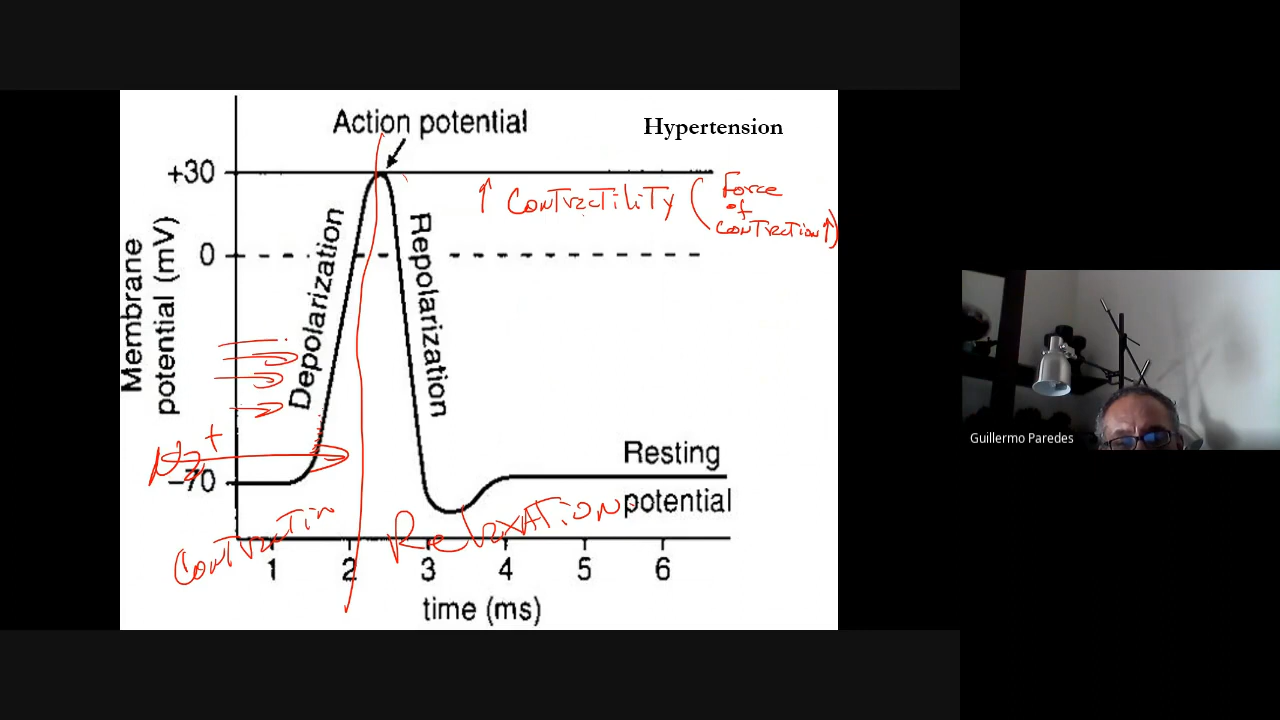 Action potential
Hypertension
+30
↑ Contractility (Force
of
contraction ↑)
Membrane
potential (mV)
0
Depolarization
Repolarization
Na+
-70
Resting
potential
Contraction
Relaxation
1 2 3 4 5 6
time (ms)
Guillermo Paredes